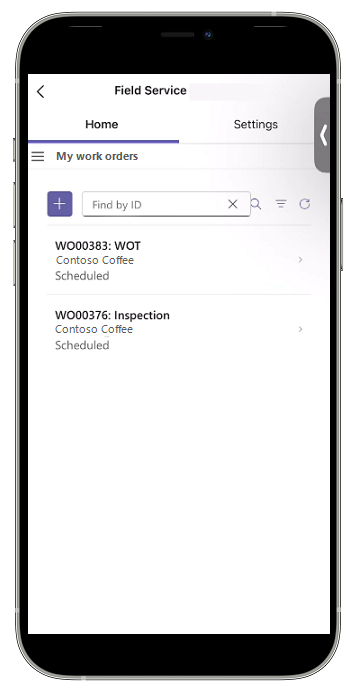 Field Service
Home Settings
My work orders
Find by ID
WO00383: WOT
Contoso Coffee
Scheduled
WO00376: Inspection
Contoso Coffee
Scheduled